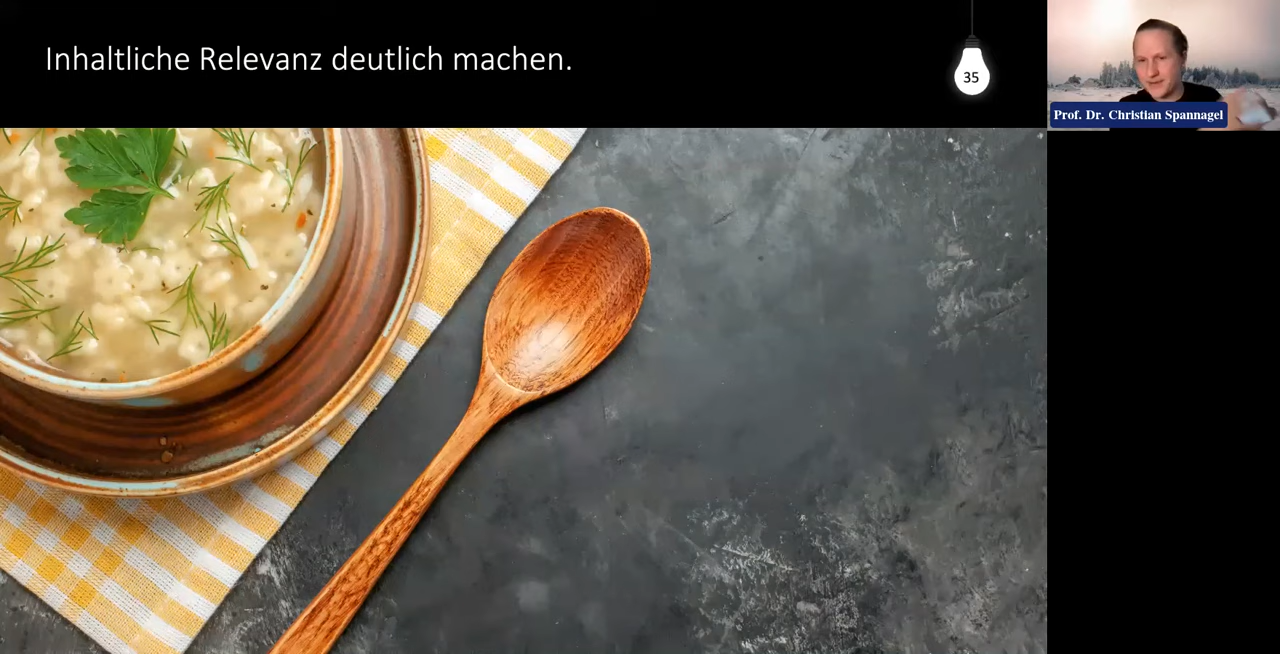 Inhaltliche Relevanz deutlich machen.
35
Prof. Dr. Christian Spannagel